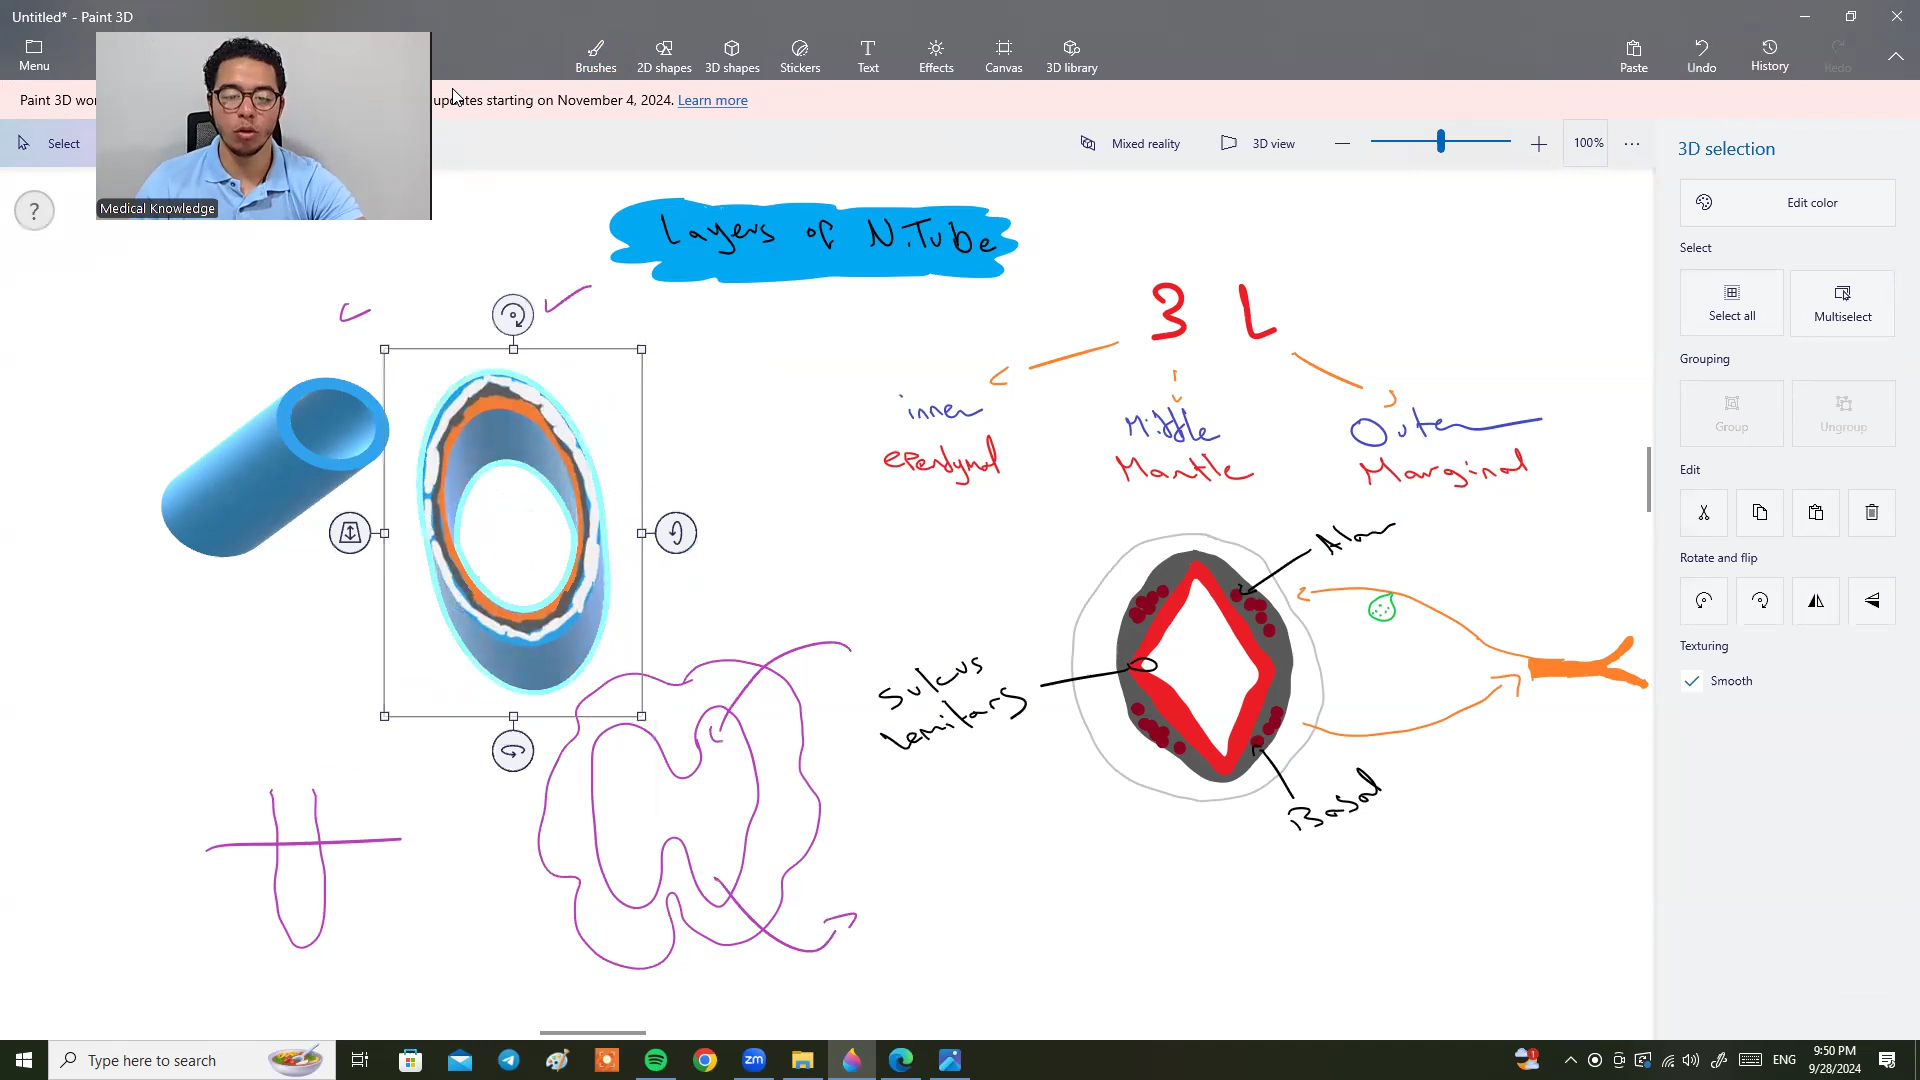 Untitled* - Paint 3D
Menu
Brushes
2D shapes
3D shapes
Stickers
Text
Effects
Canvas
3D library
Paste
Undo
History
Redo
Paint 3D wo
updates starting on November 4, 2024. Learn more
Select
Mixed reality
3D view
100%
Medical Knowledge
?
Layers of N.Tube
3 L
inner
Middle
Outer
ependymal
Mantle
Marginal
Alar
Sulcus
Basal
3D selection
Edit color
Select
Select all
Multiselect
Grouping
Group
Ungroup
Edit
Rotate and flip
Texturing
Smooth
Type here to search
zm
1
ENG
9:50 PM
9/28/2024